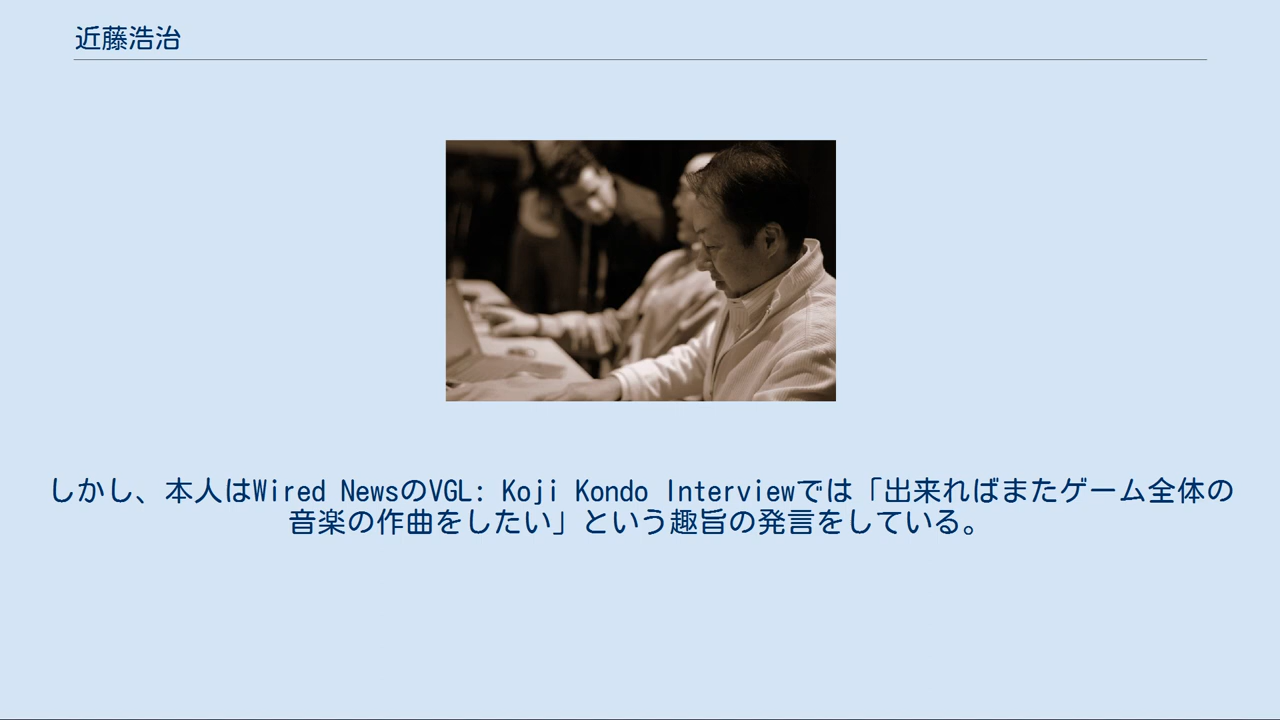 近藤浩治
しかし、本人はWired NewsのVGL: Koji Kondo Interviewでは「出来ればまたゲーム全体の
音楽の作曲をしたい」という趣旨の発言をしている。